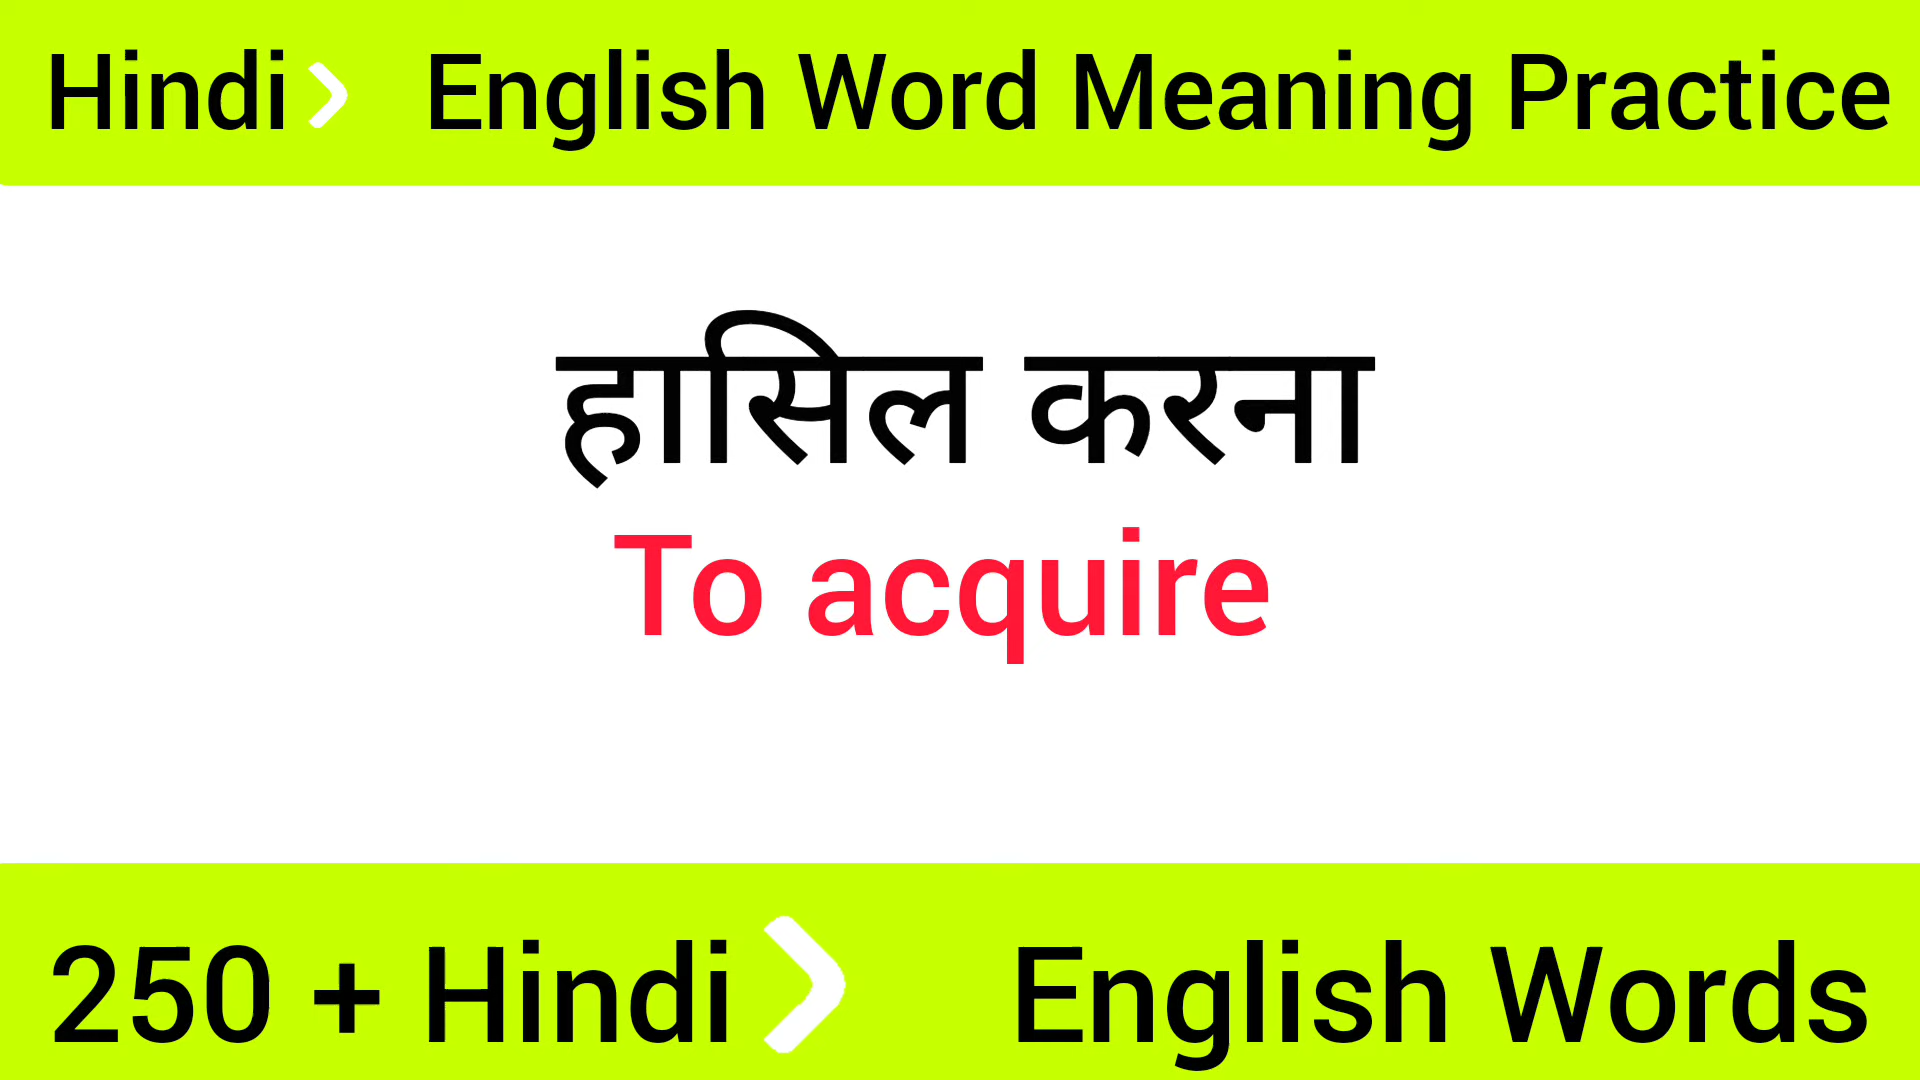 Hindi > English Word Meaning Practice
हासिल करना
To acquire
250 + Hindi > English Words